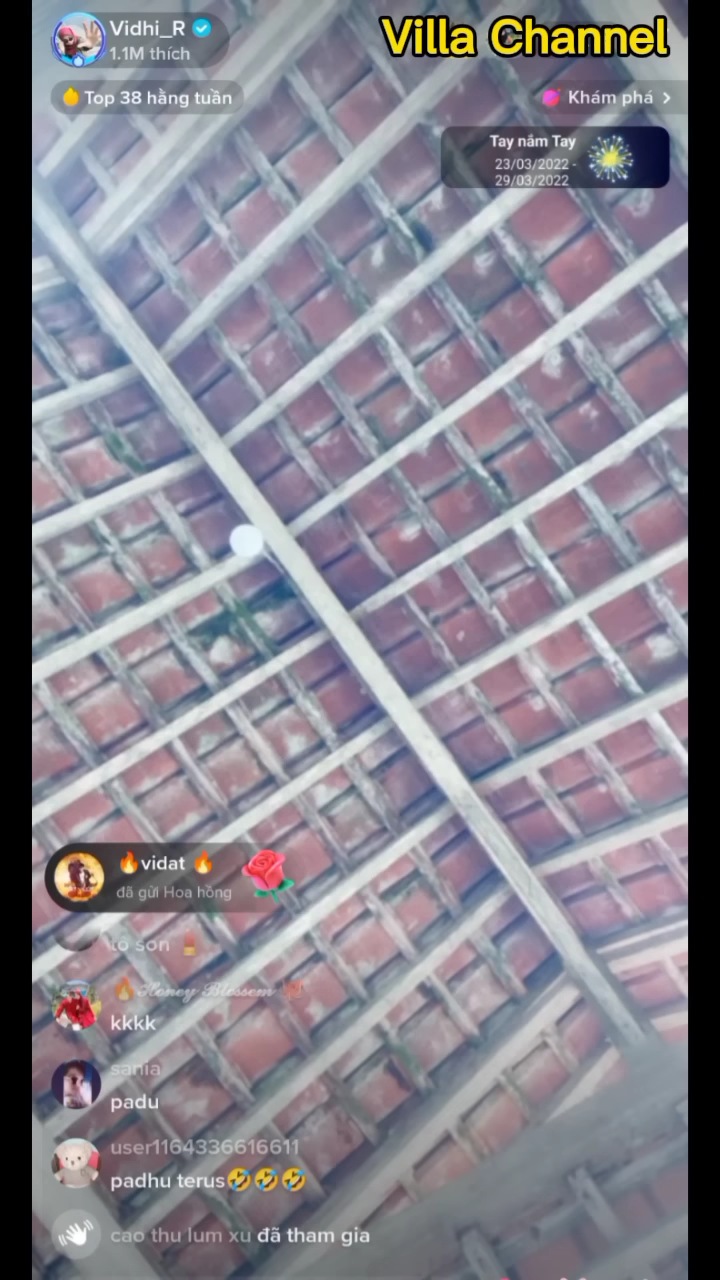 Vidhi_R
Villa Channel
1.1M thích
Top 38 hằng tuần
Khám phá
Tay nắm Tay
23/03/2022 -
29/03/2022
🔥vidat 🔥
đã gửi Hoa hồng
tô son 💄
🔥Honey Blossem
kkkk
sania
padu
user1164336616611
padhu terus🤣🤣🤣
cao thu lum xu đã tham gia